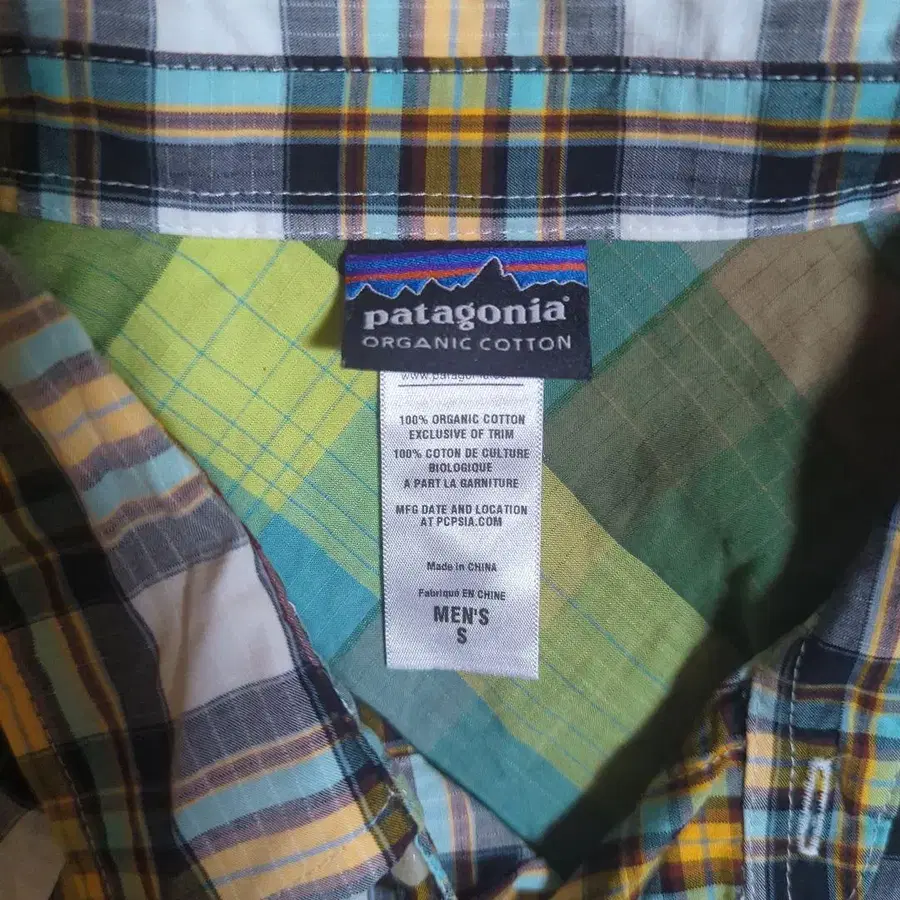 patagonia®
ORGANIC COTTON
100% ORGANIC COTTON
EXCLUSIVE OF TRIM
100% COTON DE CULTURE
BIOLOGIQUE
A PART LA GARNITURE
MFG DATE AND LOCATION
AT PCPSIA.COM
Made in CHINA
Fabriqué EN CHINE
MEN'S
S